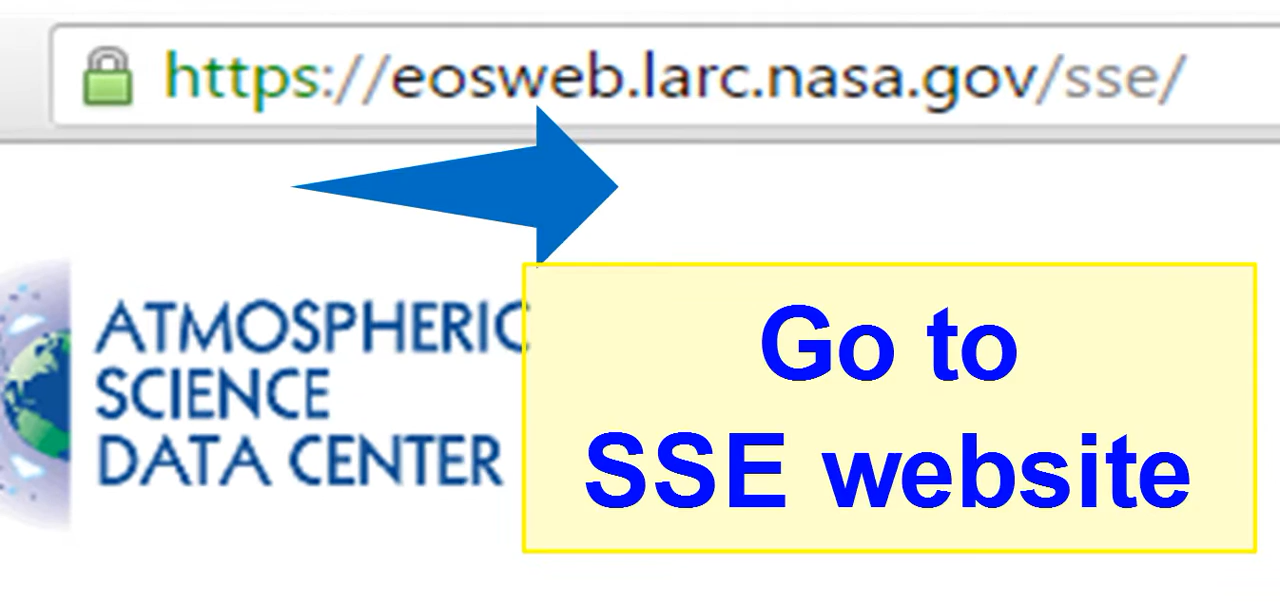 https://eosweb.larc.nasa.gov/sse/
ATMOSPHERIC
SCIENCE
DATA CENTER
Go to
SSE website